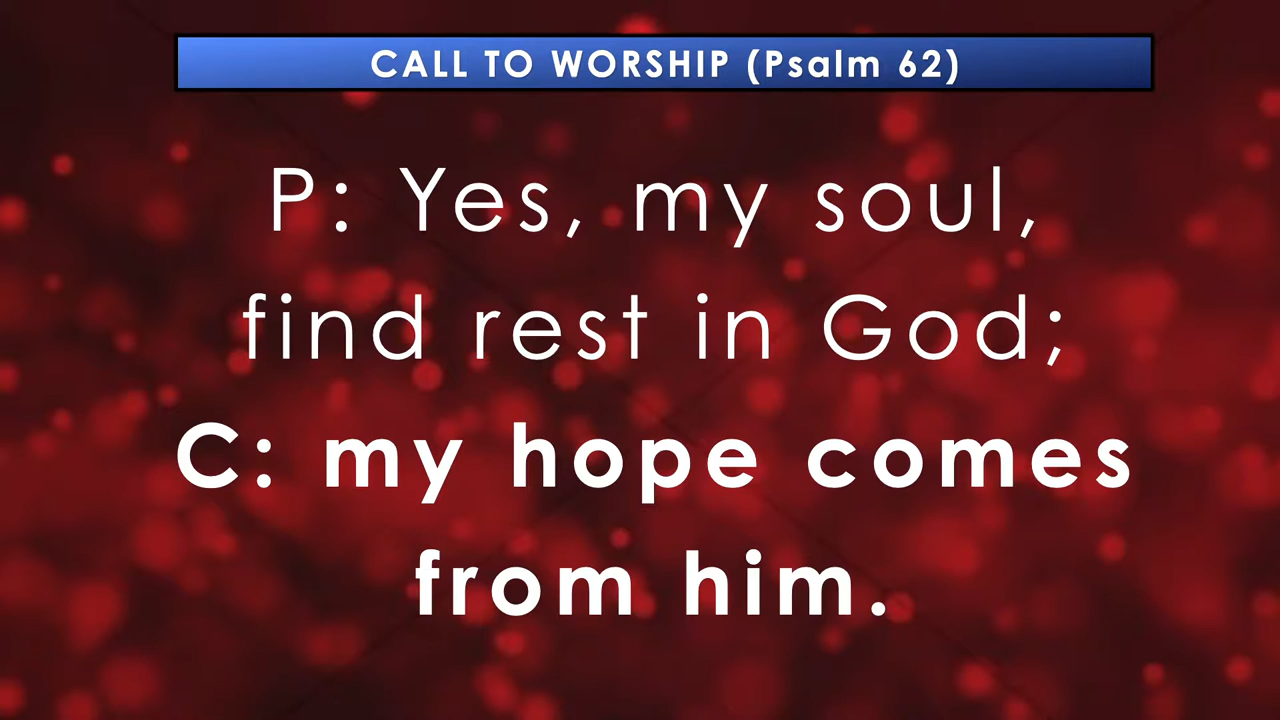 CALL TO WORSHIP (Psalm 62)
P: Yes, my soul,
find rest in God;
C: my hope comes
from him.